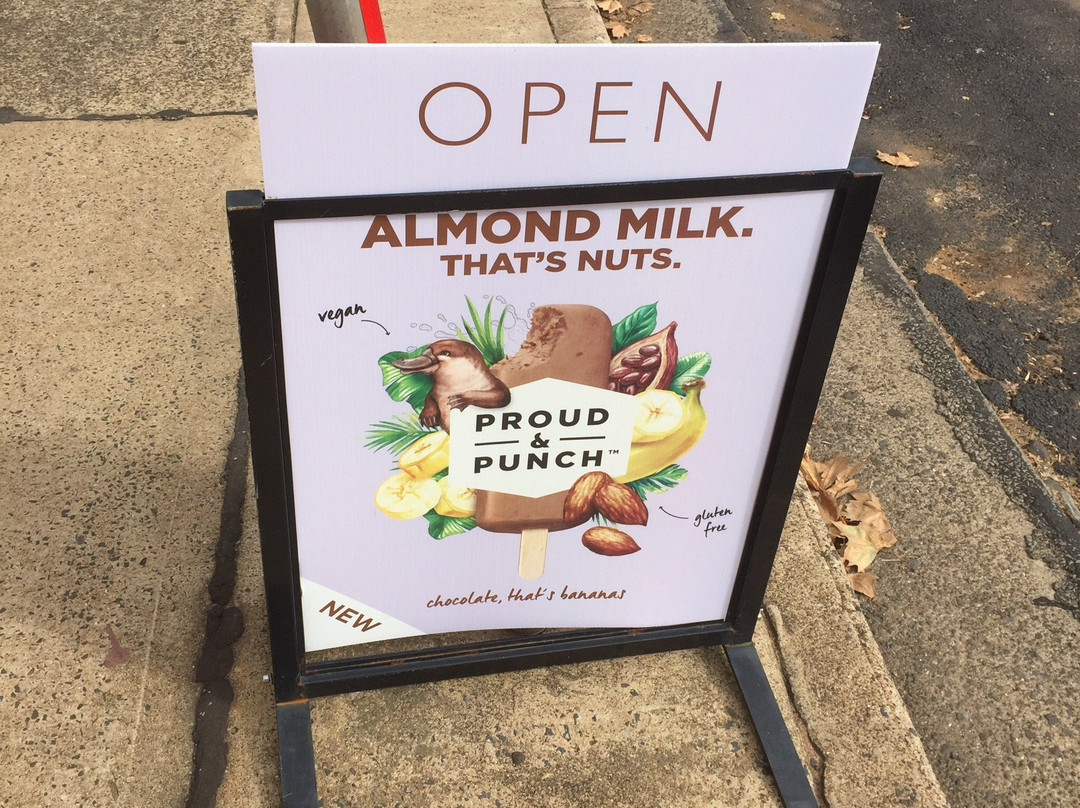 OPEN
ALMOND MILK.
THAT'S NUTS.
vegan
PROUD
&
PUNCH™
gluten
free
chocolate, that's bananas
NEW